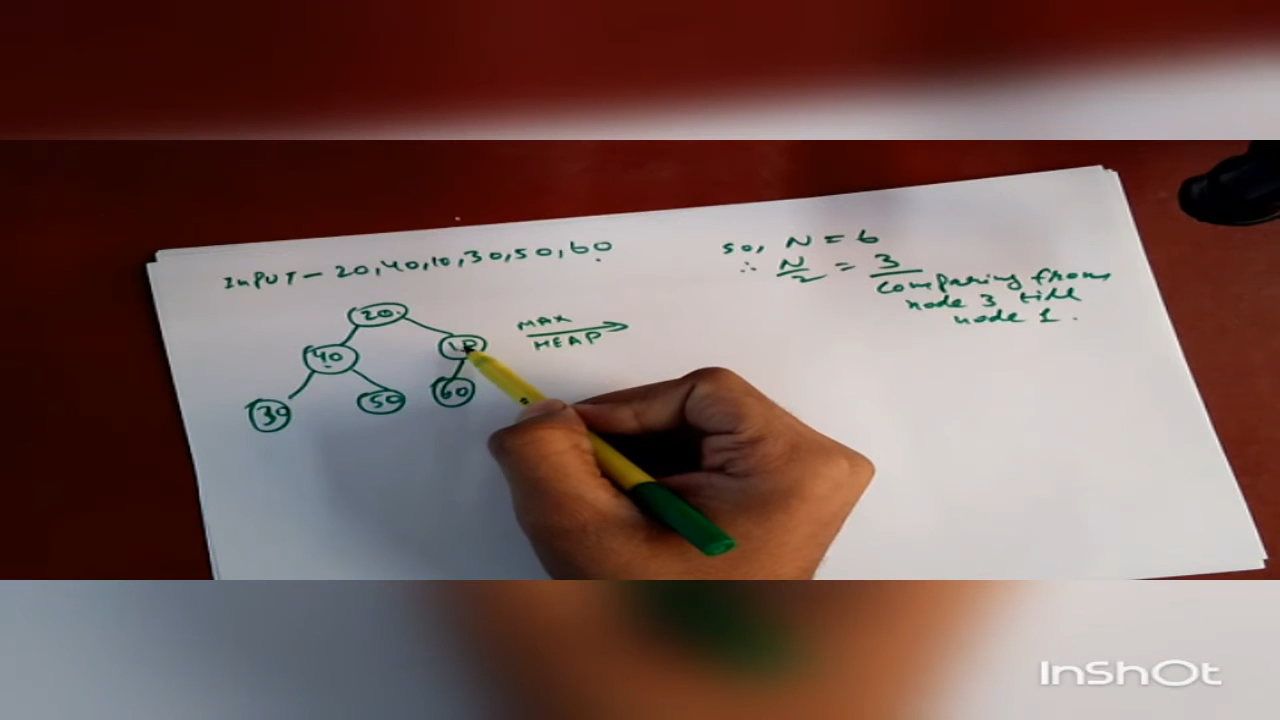 INPUT - 20, 40, 10, 30, 50, 60
so, N = 6
∴ N/2 = 3
comparing from
node 3 till
node 1.
20
40 10
30 50 60
MAX
HEAP
InShOt